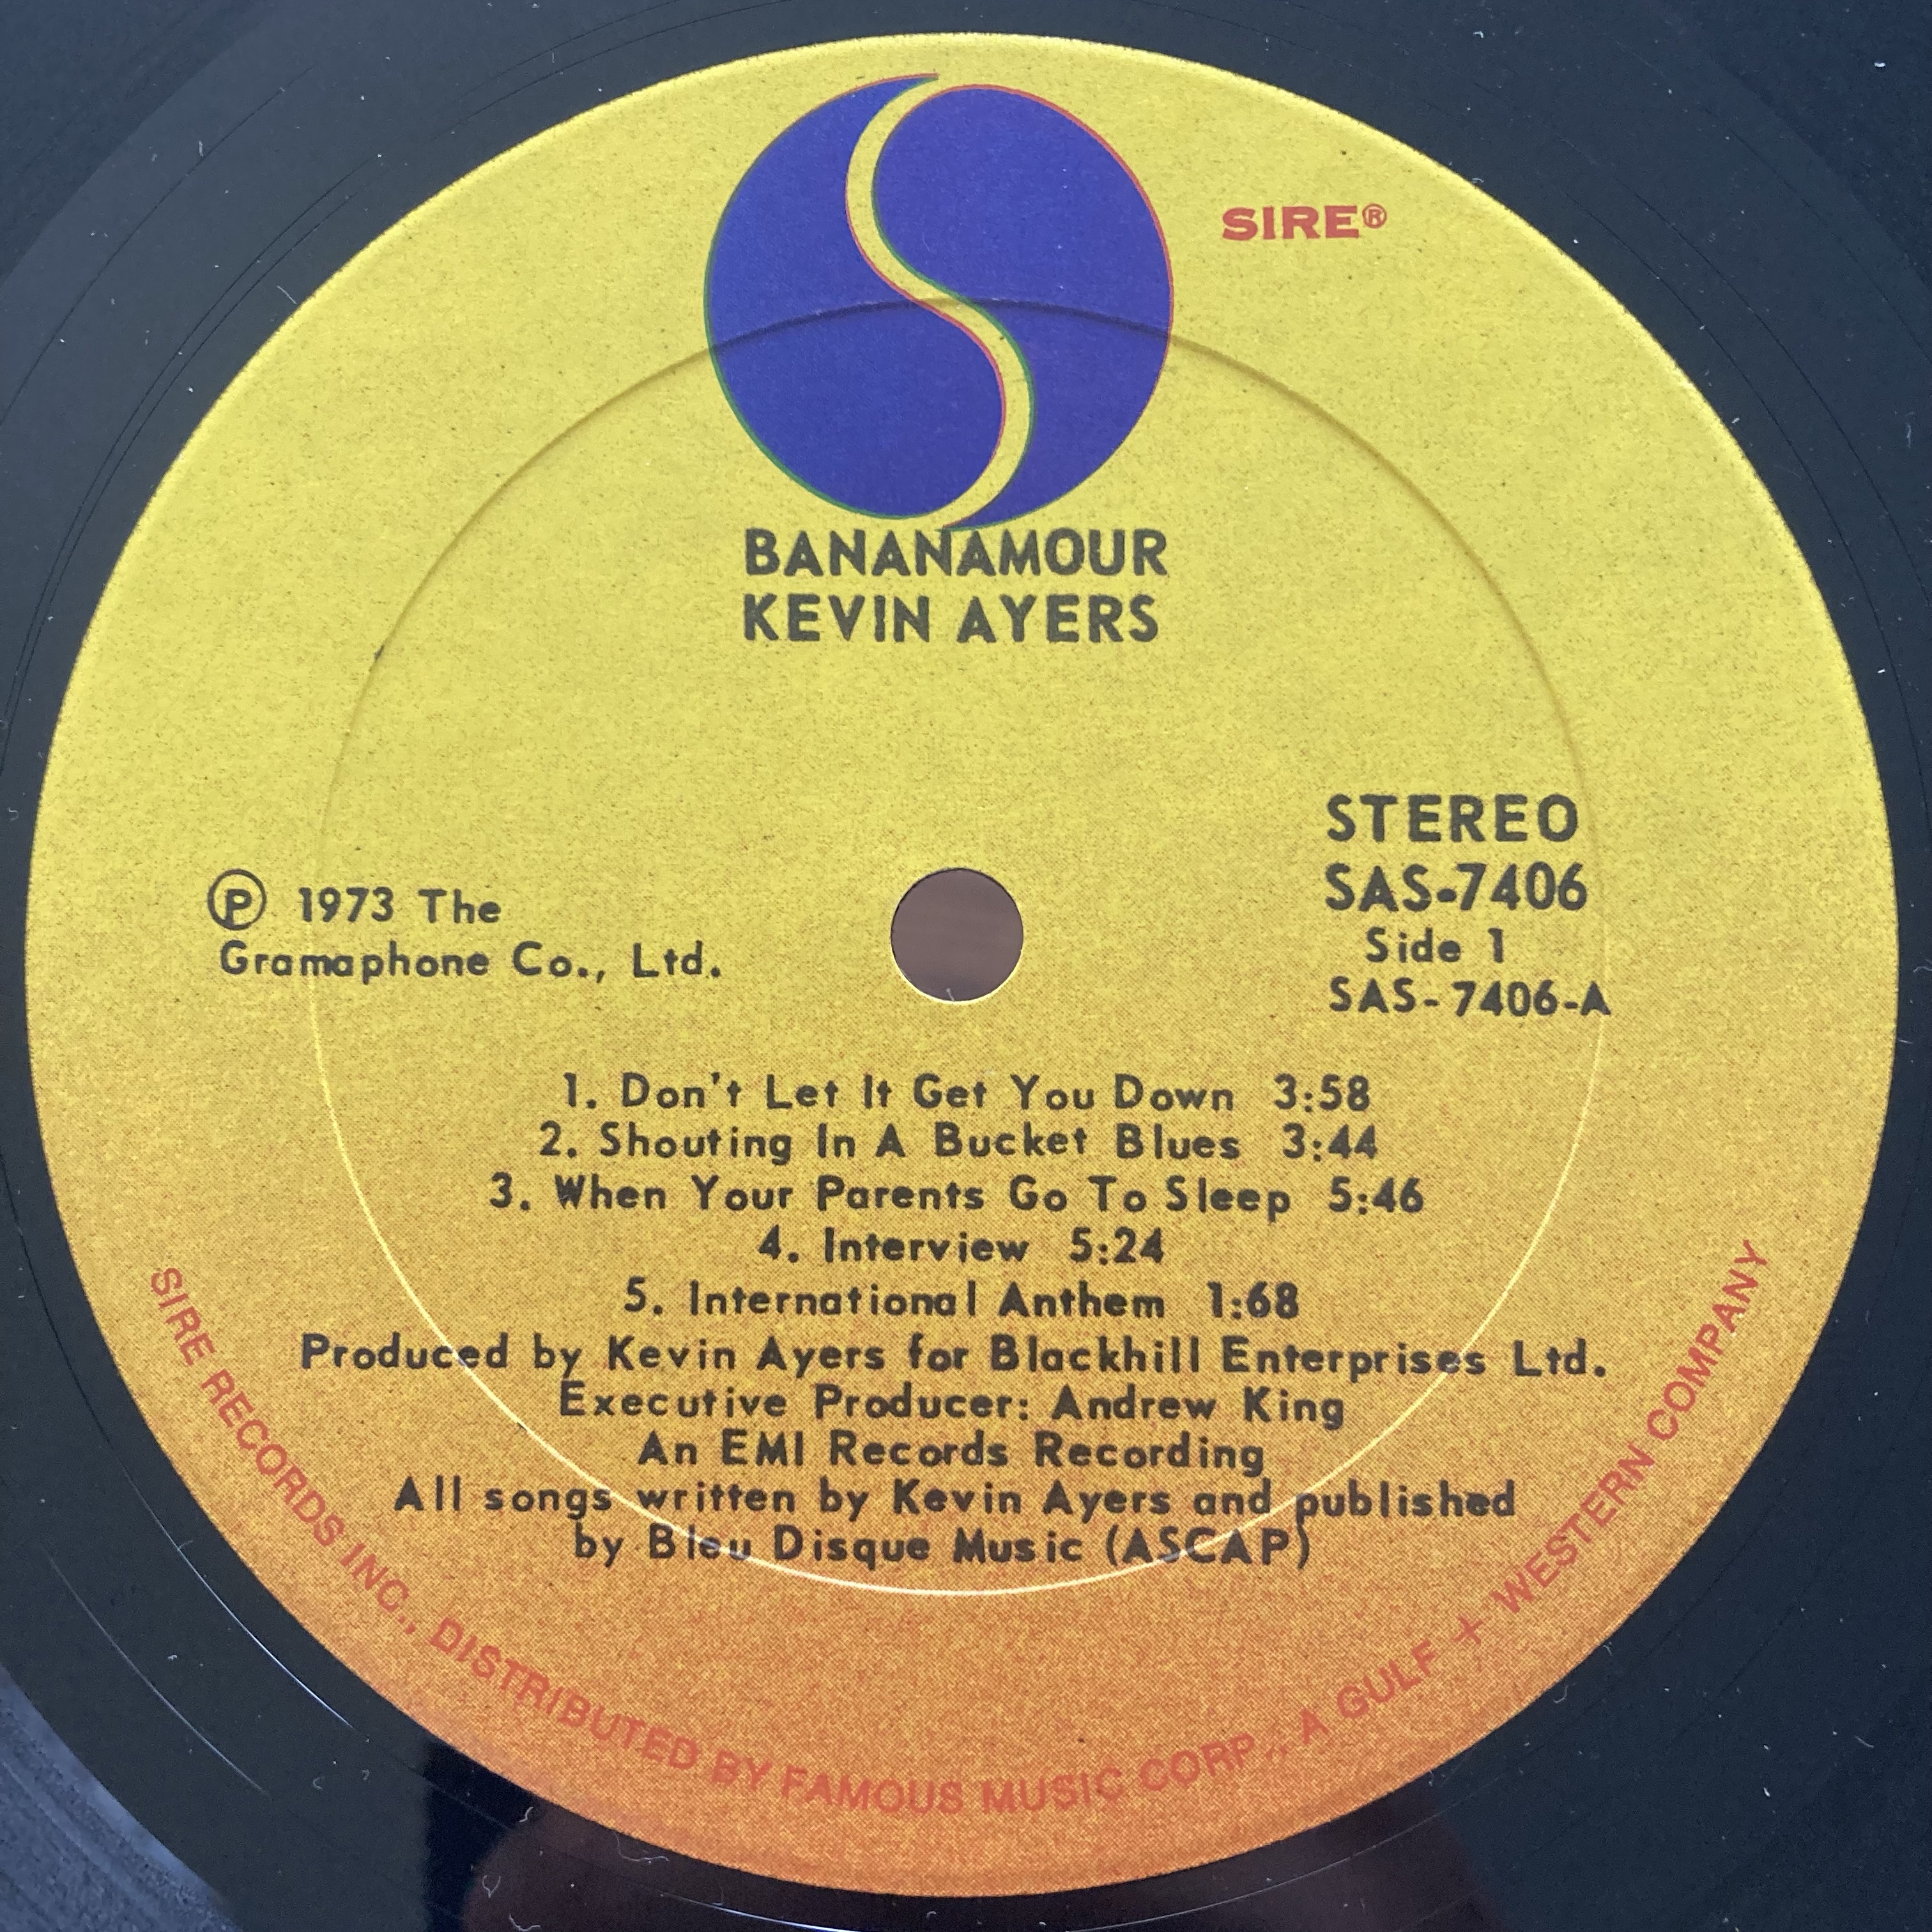 SIRE®
BANANAMOUR
KEVIN AYERS
STEREO
SAS-7406
Side 1
SAS-7406-A
Ⓟ 1973 The
Gramaphone Co., Ltd.
1. Don't Let It Get You Down 3:58
2. Shouting In A Bucket Blues 3:44
3. When Your Parents Go To Sleep 5:46
4. Interview 5:24
5. International Anthem 1:68
Produced by Kevin Ayers for Blackhill Enterprises Ltd.
Executive Producer: Andrew King
An EMI Records Recording
All songs written by Kevin Ayers and published
by Bleu Disque Music (ASCAP)
SIRE RECORDS INC., DISTRIBUTED BY FAMOUS MUSIC CORP., A GULF + WESTERN COMPANY